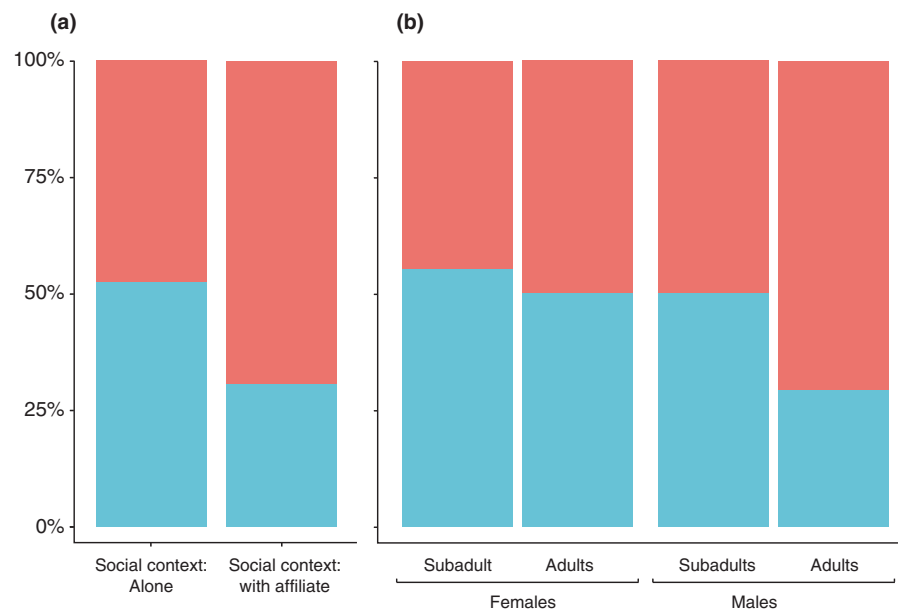 (a)
100%
75%
50%
25%
0%
Social context:
Alone
Social context:
with affiliate
(b)
Subadult
Adults
Subadults
Adults
Females
Males